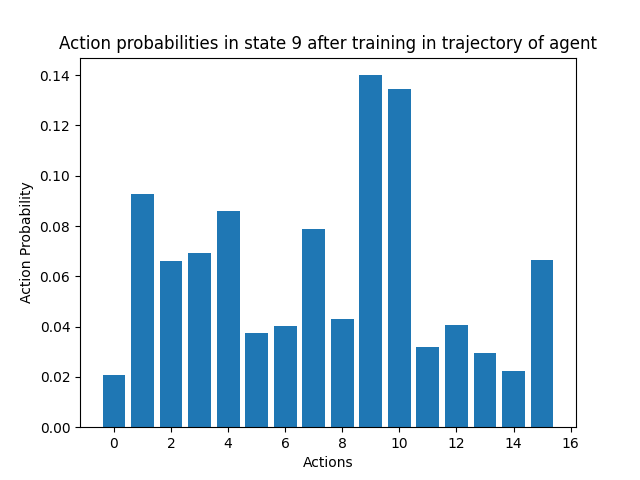 Action probabilities in state 9 after training in trajectory of agent
0.14
0.12
0.10
0.08
0.06
0.04
0.02
0.00
Action Probability
0 2 4 6 8 10 12 14 16
Actions